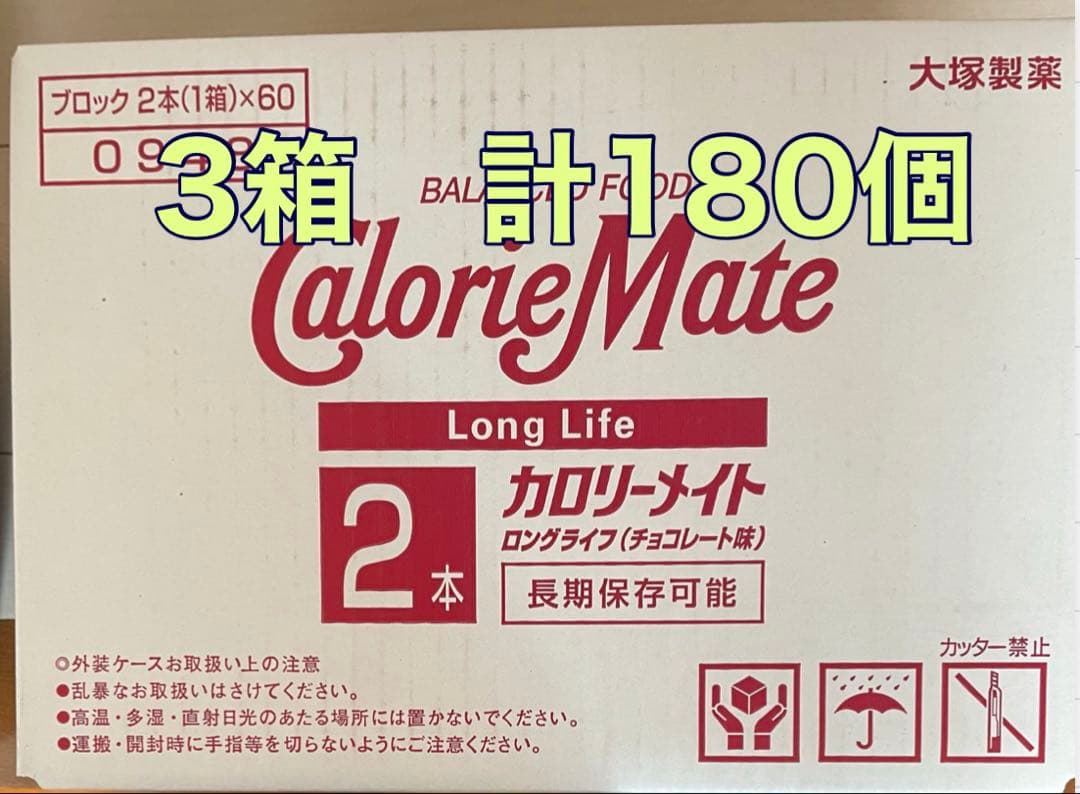 大塚製薬
ブロック 2本(1箱)×60
3箱 計180個
CalorieMate
Long Life
2本
カロリーメイト
ロングライフ(チョコレート味)
長期保存可能
◎外装ケースお取扱い上の注意
●乱暴なお取扱いはさけてください。
●高温・多湿・直射日光のあたる場所には置かないでください。
●運搬・開封時に手指等を切らないようにご注意ください。
カッター禁止